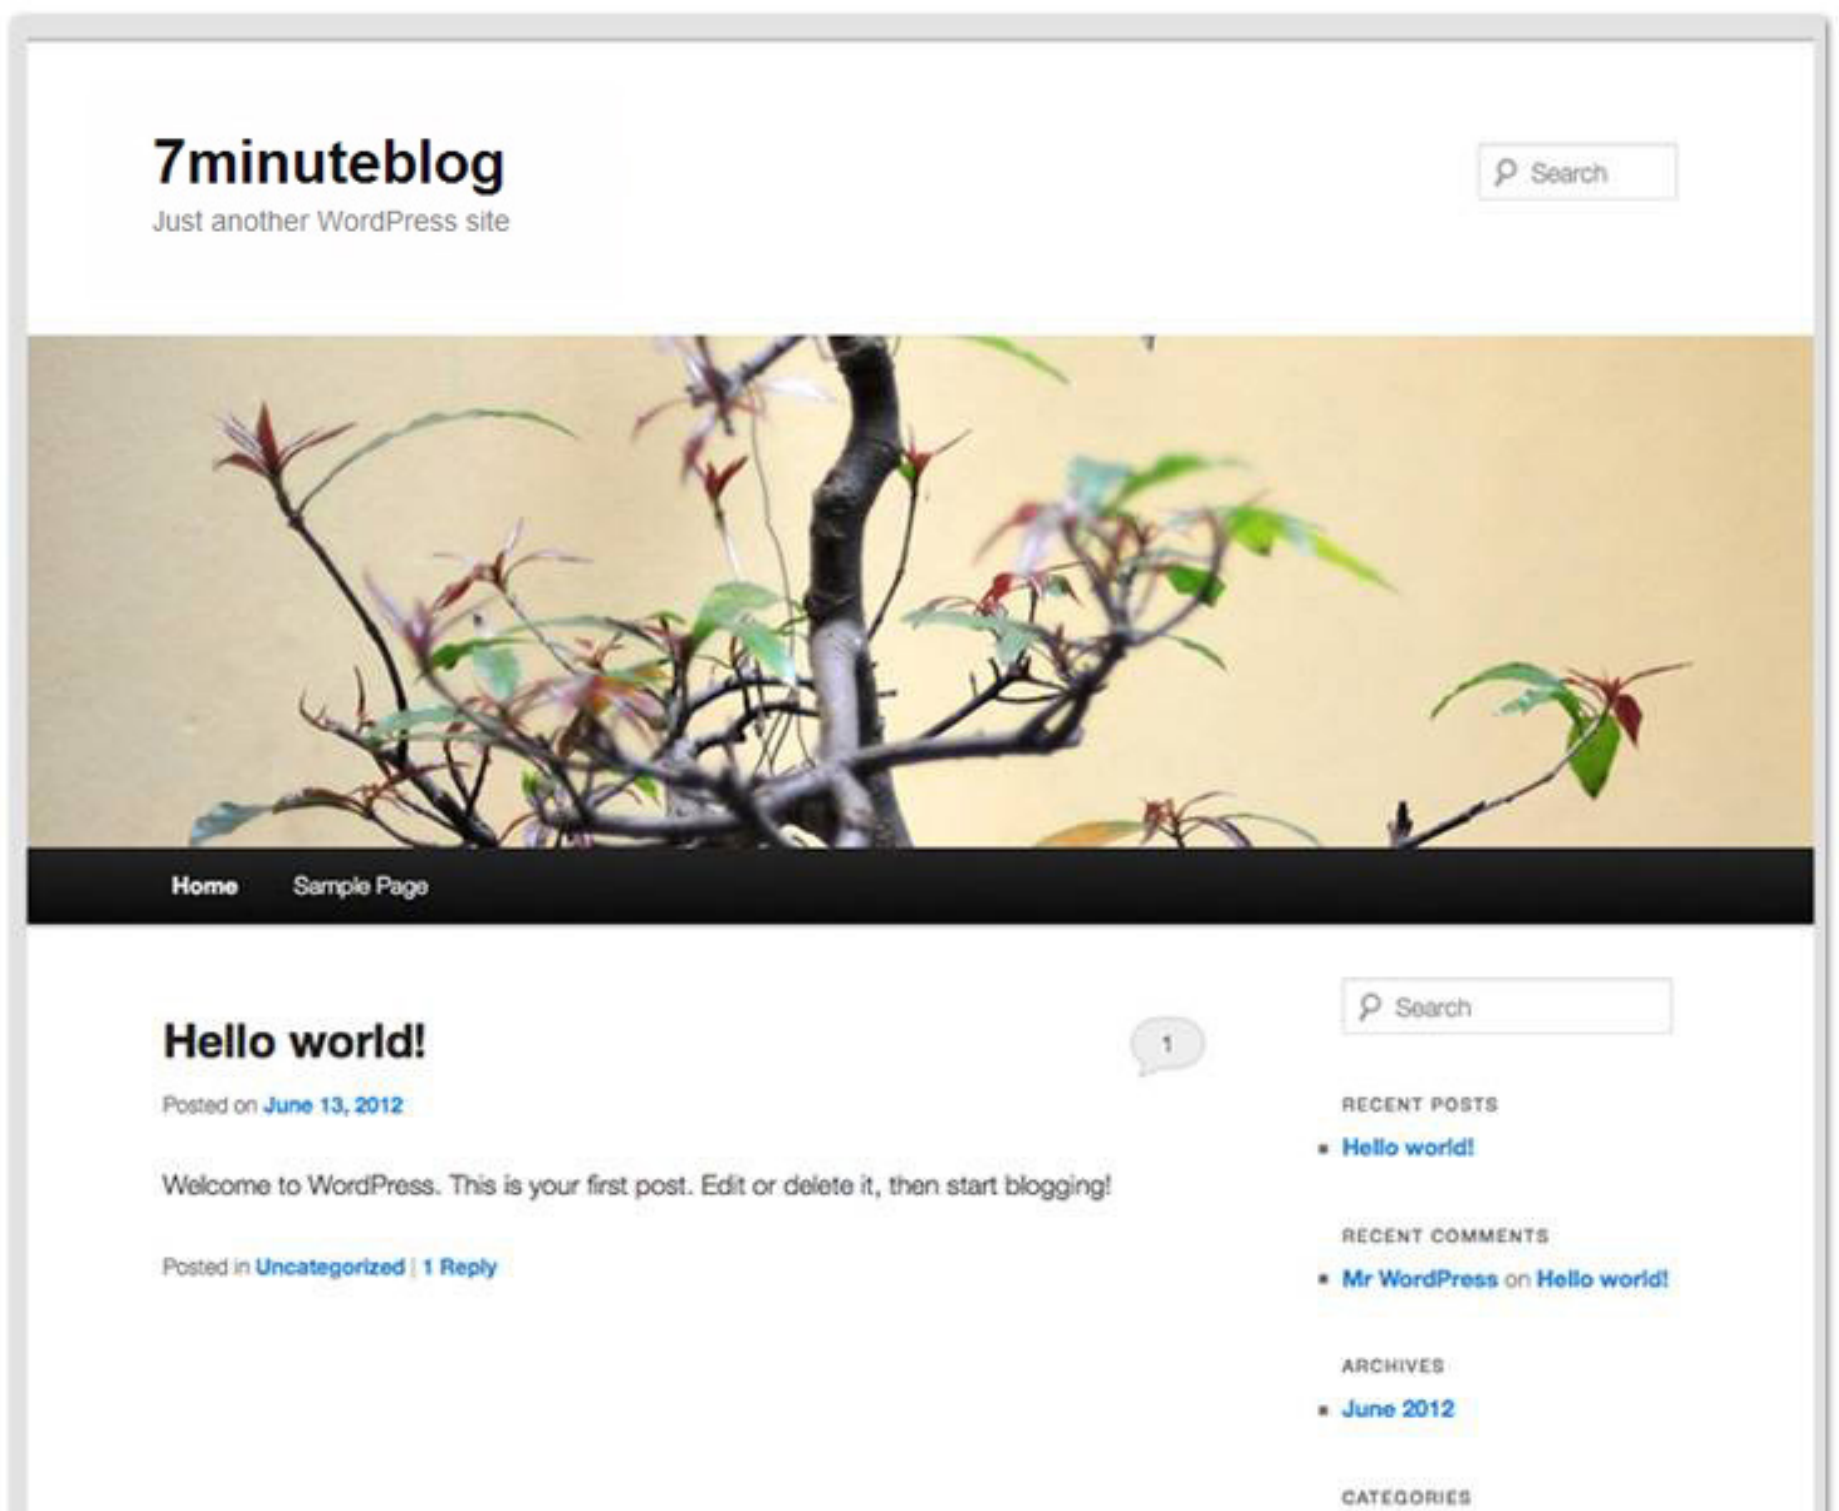 7minuteblog
Just another WordPress site
Search
Home
Sample Page
Hello world!
1
Posted on June 13, 2012
Welcome to WordPress. This is your first post. Edit or delete it, then start blogging!
Posted in Uncategorized | 1 Reply
Search
RECENT POSTS
Hello world!
RECENT COMMENTS
Mr WordPress on Hello world!
ARCHIVES
June 2012
CATEGORIES